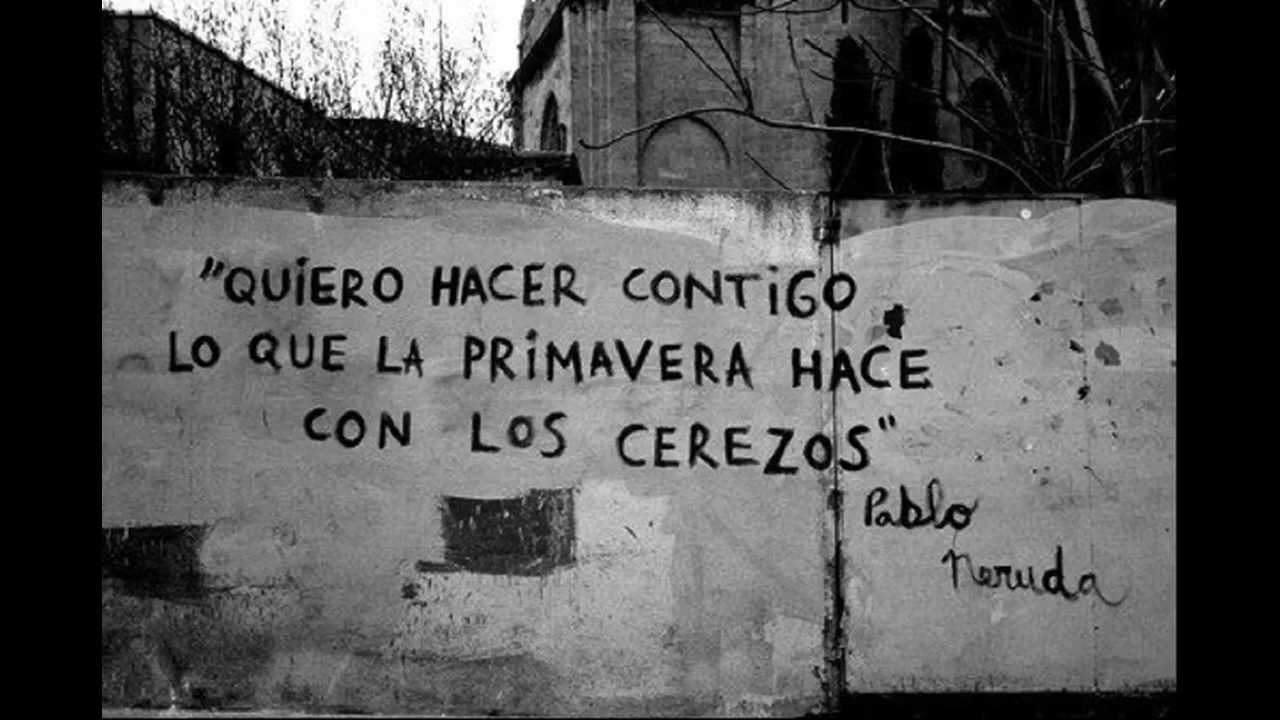 "QUiERO HACER CONTiGO
LO QUE LA PRiMAVERA HACE
CON LOS CEREZOS"
Pablo
Neruda